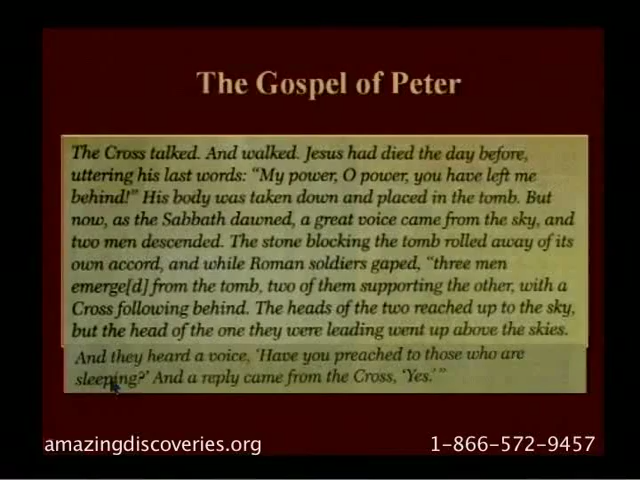 The Gospel of Peter
The Cross talked. And walked. Jesus had died the day before,
uttering his last words: “My power, O power, you have left me
behind!” His body was taken down and placed in the tomb. But
now, as the Sabbath dawned, a great voice came from the sky, and
two men descended. The stone blocking the tomb rolled away of its
own accord, and while Roman soldiers gaped, “three men
emerge[d] from the tomb, two of them supporting the other, with a
Cross following behind. The heads of the two reached up to the sky,
but the head of the one they were leading went up above the skies.
And they heard a voice, ‘Have you preached to those who are
sleeping?’ And a reply came from the Cross, ‘Yes.’”
amazingdiscoveries.org
1-866-572-9457